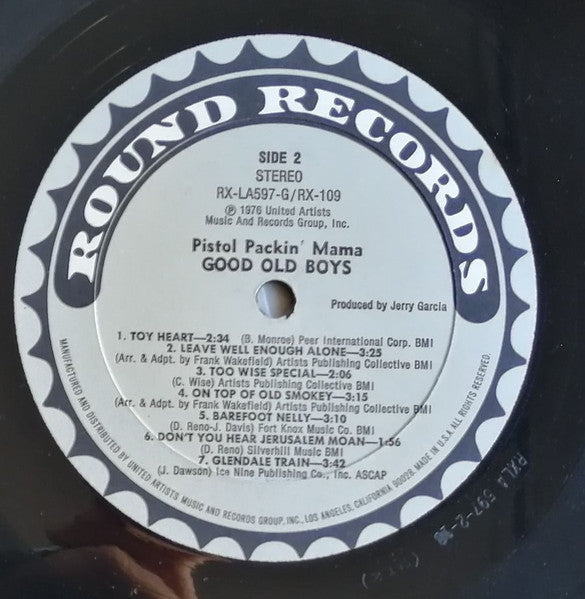 ROUND RECORDS
SIDE 2
STEREO
RX-LA597-G/RX-109
℗ 1976 United Artists
Music And Records Group, Inc.
Pistol Packin' Mama
GOOD OLD BOYS
Produced by Jerry Garcia
1. TOY HEART—2:34 (B. Monroe) Peer International Corp. BMI
2. LEAVE WELL ENOUGH ALONE—3:25
(Arr. & Adpt. by Frank Wakefield) Artists Publishing Collective BMI
3. TOO WISE SPECIAL—2:06
(C. Wise) Artists Publishing Collective BMI
4. ON TOP OF OLD SMOKEY—3:15
(Arr. & Adpt. by Frank Wakefield) Artists Publishing Collective BMI
5. BAREFOOT NELLY—3:10
(D. Reno-J. Davis) Fort Knox Music Co. BMI
6. DON'T YOU HEAR JERUSALEM MOAN—1:56
(D. Reno) Silverhill Music BMI
7. GLENDALE TRAIN—3:42
(J. Dawson) Ice Nine Publishing Co., Inc. ASCAP
MANUFACTURED AND DISTRIBUTED BY UNITED ARTISTS MUSIC AND RECORDS GROUP, INC., LOS ANGELES, CALIFORNIA 90028. MADE IN U.S.A. ALL RIGHTS RESERVED.